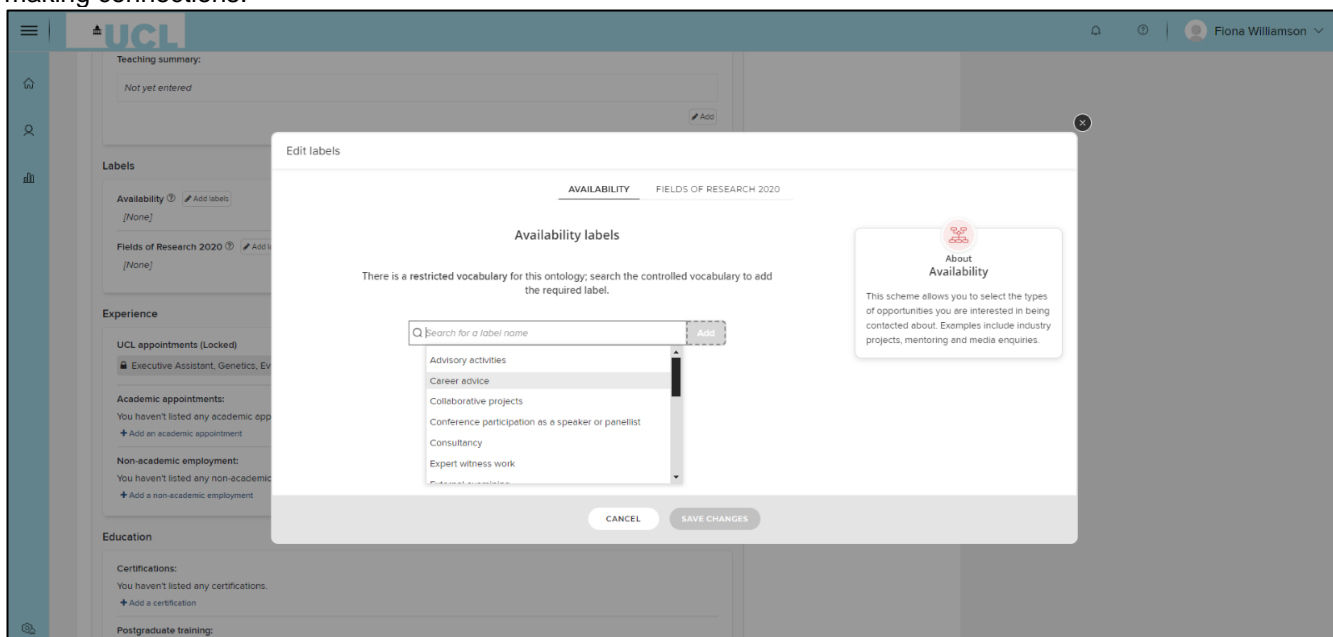 making connections.
UCL
Fiona Williamson
Teaching summary:
Not yet entered
Add
Labels
Availability
Add labels
[None]
Fields of Research 2020
Add
[None]
Experience
UCL appointments (Locked)
Executive Assistant, Genetics, Ev
Academic appointments:
You haven't listed any academic app
+ Add an academic appointment
Non-academic employment:
You haven't listed any non-academic
+ Add a non-academic employment
Education
Certifications:
You haven't listed any certifications.
+ Add a certification
Postgraduate training:
Edit labels
AVAILABILITY FIELDS OF RESEARCH 2020
Availability labels
There is a restricted vocabulary for this ontology; search the controlled vocabulary to add
the required label.
Search for a label name
Add
Advisory activities
Career advice
Collaborative projects
Conference participation as a speaker or panellist
Consultancy
Expert witness work
External examining
About
Availability
This scheme allows you to select the types
of opportunities you are interested in being
contacted about. Examples include industry
projects, mentoring and media enquiries.
CANCEL SAVE CHANGES